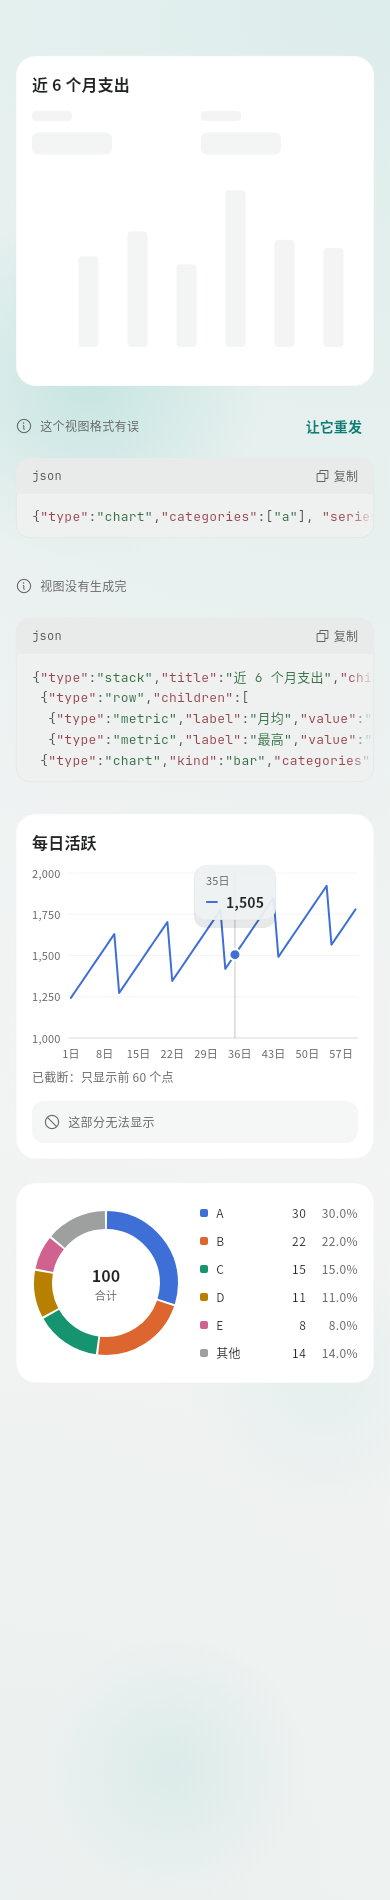 近 6 个月支出
这个视图格式有误 让它重发
json 复制
{"type":"chart","categories":["a"], "serie
视图没有生成完
json 复制
{"type":"stack","title":"近 6 个月支出","chi
{"type":"row","children":[
{"type":"metric","label":"月均","value":"
{"type":"metric","label":"最高","value":"
{"type":"chart","kind":"bar","categories"
每日活跃
2,000
35日
1,505
1,750
1,500
1,250
1,000
1日 8日 15日 22日 29日 36日 43日 50日 57日
已截断：只显示前 60 个点
这部分无法显示
100
合计
A 30 30.0%
B 22 22.0%
C 15 15.0%
D 11 11.0%
E 8 8.0%
其他 14 14.0%